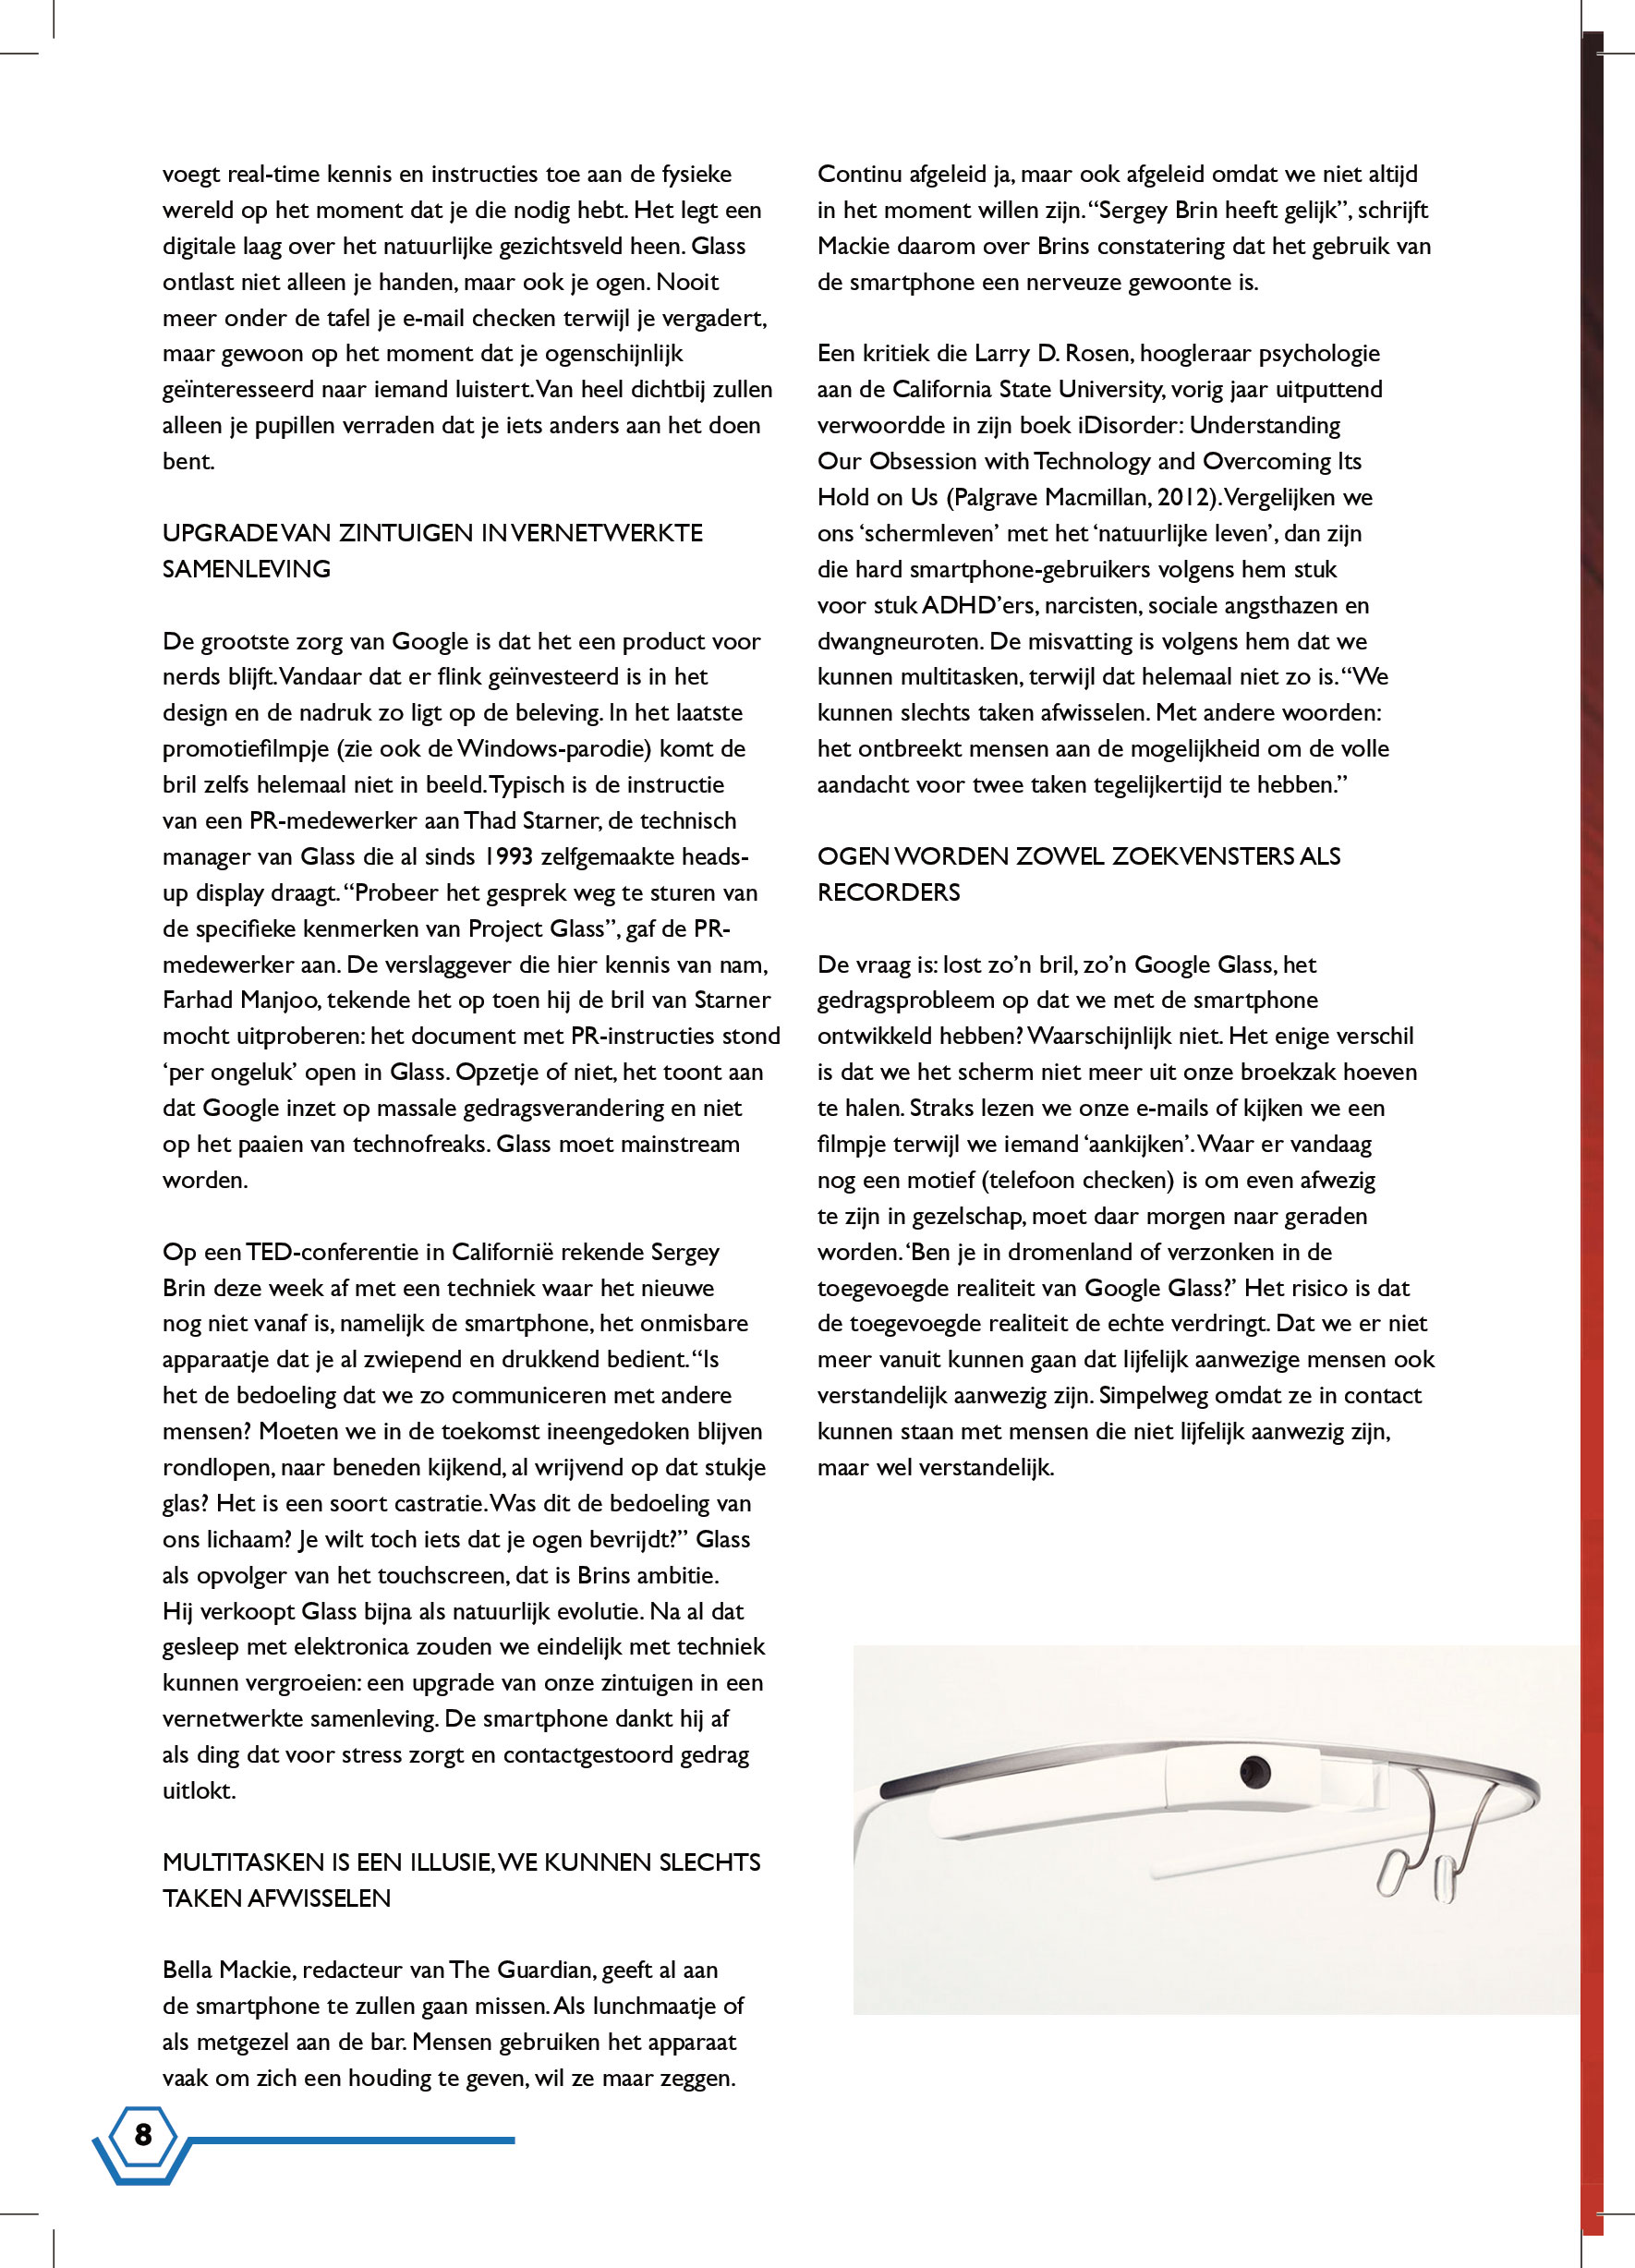 voegt real-time kennis en instructies toe aan de fysieke
wereld op het moment dat je die nodig hebt. Het legt een
digitale laag over het natuurlijke gezichtsveld heen. Glass
ontlast niet alleen je handen, maar ook je ogen. Nooit
meer onder de tafel je e-mail checken terwijl je vergadert,
maar gewoon op het moment dat je ogenschijnlijk
geïnteresseerd naar iemand luistert. Van heel dichtbij zullen
alleen je pupillen verraden dat je iets anders aan het doen
bent.
UPGRADE VAN ZINTUIGEN IN VERNETWERKTE
SAMENLEVING
De grootste zorg van Google is dat het een product voor
nerds blijft. Vandaar dat er flink geïnvesteerd is in het
design en de nadruk zo ligt op de beleving. In het laatste
promotiefilmpje (zie ook de Windows-parodie) komt de
bril zelfs helemaal niet in beeld. Typisch is de instructie
van een PR-medewerker aan Thad Starner, de technisch
manager van Glass die al sinds 1993 zelfgemaakte heads-
up display draagt. “Probeer het gesprek weg te sturen van
de specifieke kenmerken van Project Glass”, gaf de PR-
medewerker aan. De verslaggever die hier kennis van nam,
Farhad Manjoo, tekende het op toen hij de bril van Starner
mocht uitproberen: het document met PR-instructies stond
‘per ongeluk’ open in Glass. Opzetje of niet, het toont aan
dat Google inzet op massale gedragsverandering en niet
op het paaien van technofreaks. Glass moet mainstream
worden.
Op een TED-conferentie in Californië rekende Sergey
Brin deze week af met een techniek waar het nieuwe
nog niet vanaf is, namelijk de smartphone, het onmisbare
apparaatje dat je al zwiepend en drukkend bedient. “Is
het de bedoeling dat we zo communiceren met andere
mensen? Moeten we in de toekomst ineengedoken blijven
rondlopen, naar beneden kijkend, al wrijvend op dat stukje
glas? Het is een soort castratie. Was dit de bedoeling van
ons lichaam? Je wilt toch iets dat je ogen bevrijdt?” Glass
als opvolger van het touchscreen, dat is Brins ambitie.
Hij verkoopt Glass bijna als natuurlijk evolutie. Na al dat
gesleep met elektronica zouden we eindelijk met techniek
kunnen vergroeien: een upgrade van onze zintuigen in een
vernetwerkte samenleving. De smartphone dankt hij af
als ding dat voor stress zorgt en contactgestoord gedrag
uitlokt.
MULTITASKEN IS EEN ILLUSIE, WE KUNNEN SLECHTS
TAKEN AFWISSELEN
Bella Mackie, redacteur van The Guardian, geeft al aan
de smartphone te zullen gaan missen. Als lunchmaatje of
als metgezel aan de bar. Mensen gebruiken het apparaat
vaak om zich een houding te geven, wil ze maar zeggen.
Continu afgeleid ja, maar ook afgeleid omdat we niet altijd
in het moment willen zijn. “Sergey Brin heeft gelijk”, schrijft
Mackie daarom over Brins constatering dat het gebruik van
de smartphone een nerveuze gewoonte is.
Een kritiek die Larry D. Rosen, hoogleraar psychologie
aan de California State University, vorig jaar uitputtend
verwoordde in zijn boek iDisorder: Understanding
Our Obsession with Technology and Overcoming Its
Hold on Us (Palgrave Macmillan, 2012). Vergelijken we
ons ‘schermleven’ met het ‘natuurlijke leven’, dan zijn
die hard smartphone-gebruikers volgens hem stuk
voor stuk ADHD’ers, narcisten, sociale angsthazen en
dwangneuroten. De misvatting is volgens hem dat we
kunnen multitasken, terwijl dat helemaal niet zo is. “We
kunnen slechts taken afwisselen. Met andere woorden:
het ontbreekt mensen aan de mogelijkheid om de volle
aandacht voor twee taken tegelijkertijd te hebben.”
OGEN WORDEN ZOWEL ZOEKVENSTERS ALS
RECORDERS
De vraag is: lost zo’n bril, zo’n Google Glass, het
gedragsprobleem op dat we met de smartphone
ontwikkeld hebben? Waarschijnlijk niet. Het enige verschil
is dat we het scherm niet meer uit onze broekzak hoeven
te halen. Straks lezen we onze e-mails of kijken we een
filmpje terwijl we iemand ‘aankijken’. Waar er vandaag
nog een motief (telefoon checken) is om even afwezig
te zijn in gezelschap, moet daar morgen naar geraden
worden. ‘Ben je in dromenland of verzonken in de
toegevoegde realiteit van Google Glass?’ Het risico is dat
de toegevoegde realiteit de echte verdringt. Dat we er niet
meer vanuit kunnen gaan dat lijfelijk aanwezige mensen ook
verstandelijk aanwezig zijn. Simpelweg omdat ze in contact
kunnen staan met mensen die niet lijfelijk aanwezig zijn,
maar wel verstandelijk.
8